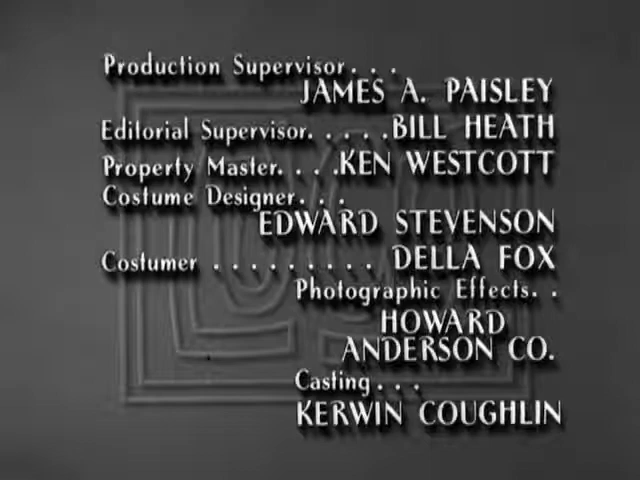 Production Supervisor. . .
JAMES A. PAISLEY
Editorial Supervisor. . . . .BILL HEATH
Property Master. . . .KEN WESTCOTT
Costume Designer. . .
EDWARD STEVENSON
Costumer . . . . . . . . . DELLA FOX
Photographic Effects. .
HOWARD
ANDERSON CO.
Casting . . .
KERWIN COUGHLIN